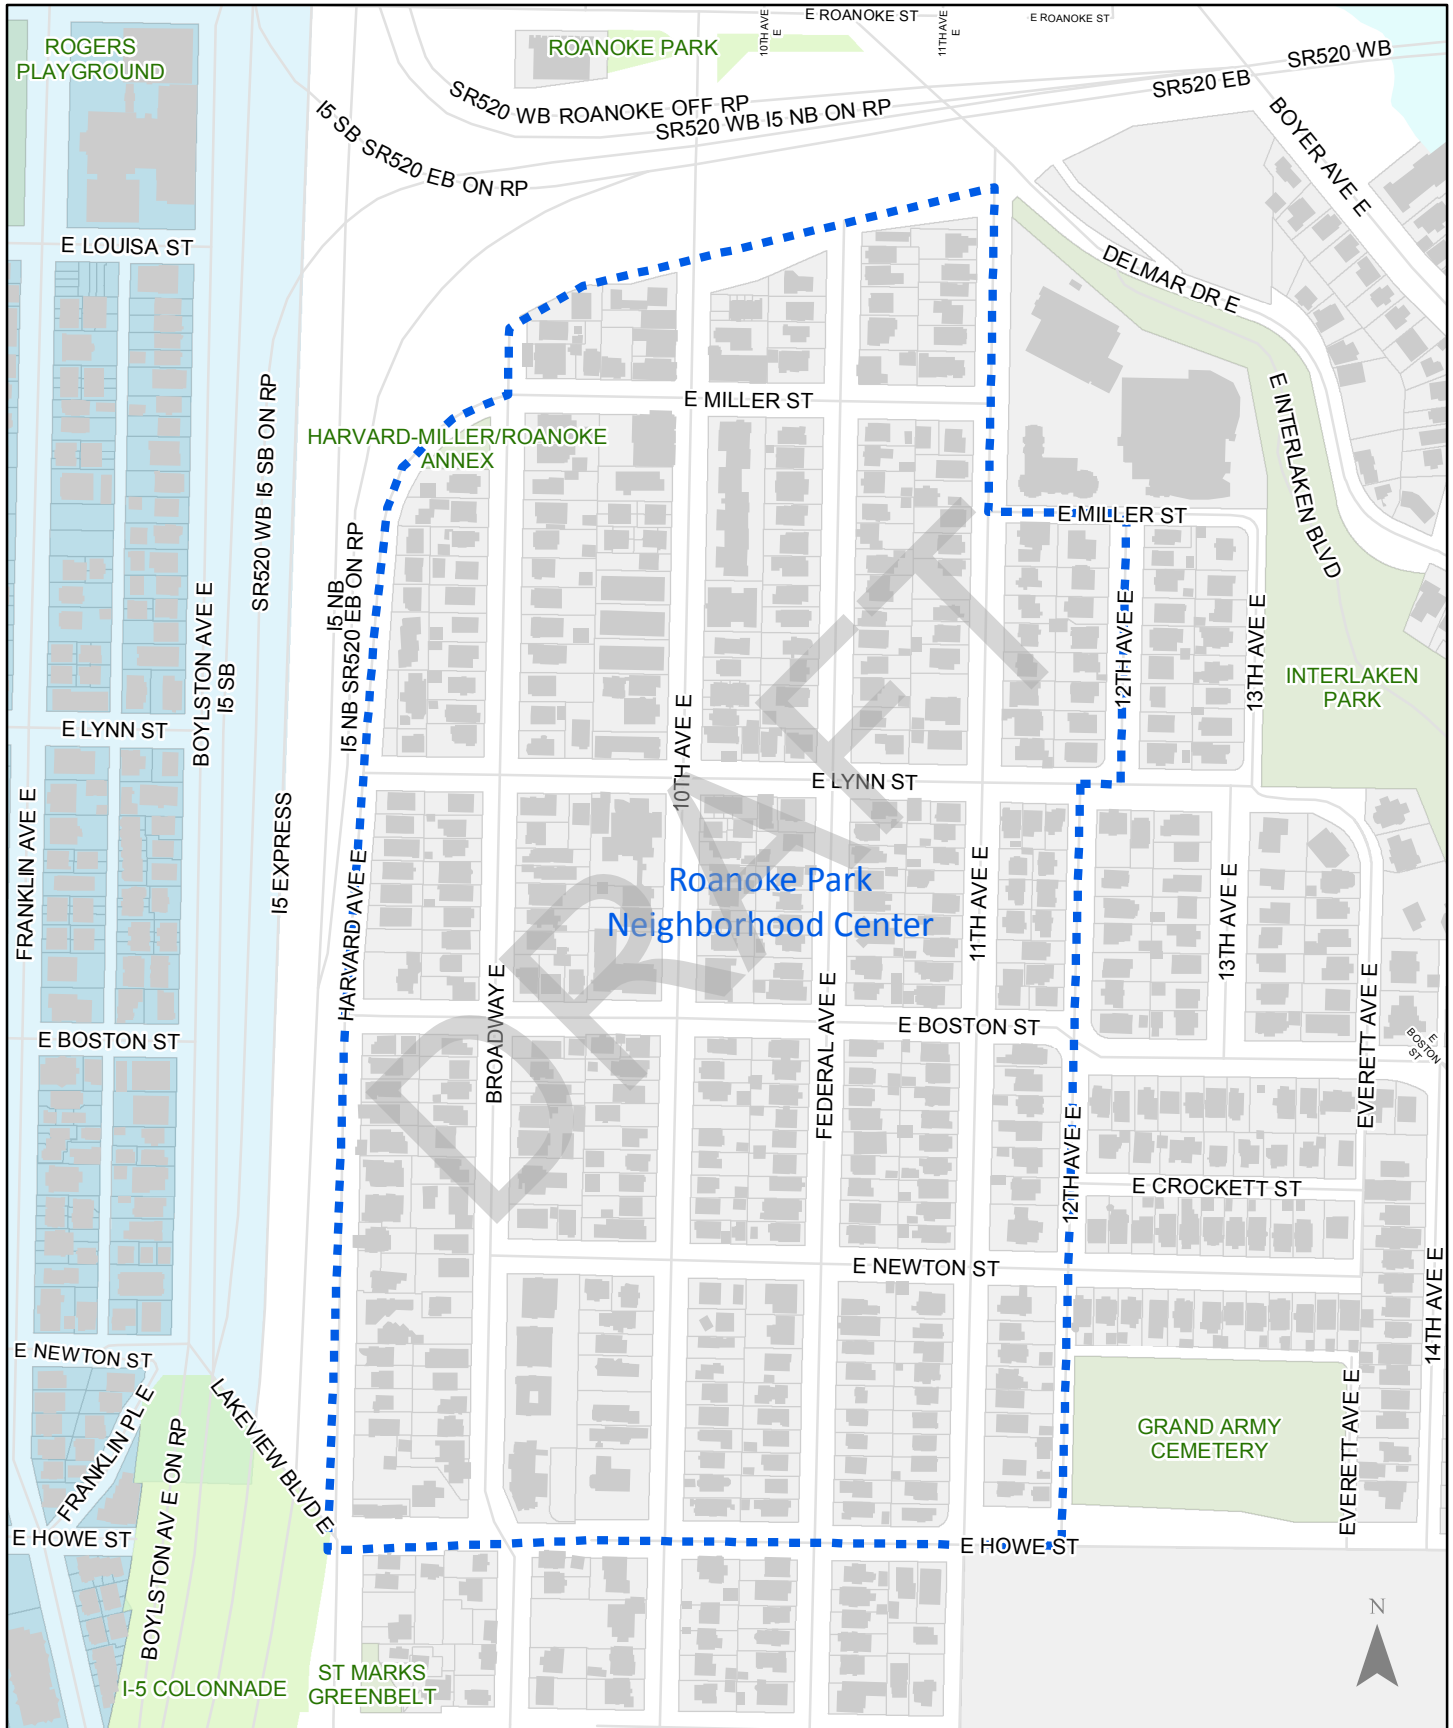 E ROANOKE ST
10TH AVE
E
11TH AVE
E
E ROANOKE ST
ROGERS
PLAYGROUND
ROANOKE PARK
SR520 WB
SR520 EB
SR520 WB ROANOKE OFF RP
SR520 WB I5 NB ON RP
I5 SB SR520 EB ON RP
BOYER AVE E
E LOUISA ST
DELMAR DR E
E INTERLAKEN BLVD
SR520 WB I5 SB ON RP
E MILLER ST
HARVARD-MILLER/ROANOKE
ANNEX
E MILLER ST
I5 NB
I5 NB SR520 EB ON RP
BOYLSTON AVE E
I5 SB
12TH AVE E
13TH AVE E
INTERLAKEN
PARK
E LYNN ST
10TH AVE E
E LYNN ST
FRANKLIN AVE E
I5 EXPRESS
HARVARD AVE E
Roanoke Park
Neighborhood Center
11TH AVE E
13TH AVE E
DRAFT
BROADWAY E
FEDERAL AVE E
EVERETT AVE E
E BOSTON ST
E BOSTON ST
E
BOSTON
ST
12TH AVE E
E CROCKETT ST
E NEWTON ST
14TH AVE E
E NEWTON ST
FRANKLIN PL E
LAKEVIEW BLVD E
BOYLSTON AV E ON RP
GRAND ARMY
CEMETERY
EVERETT AVE E
E HOWE ST
E HOWE ST
N
I-5 COLONNADE
ST MARKS
GREENBELT